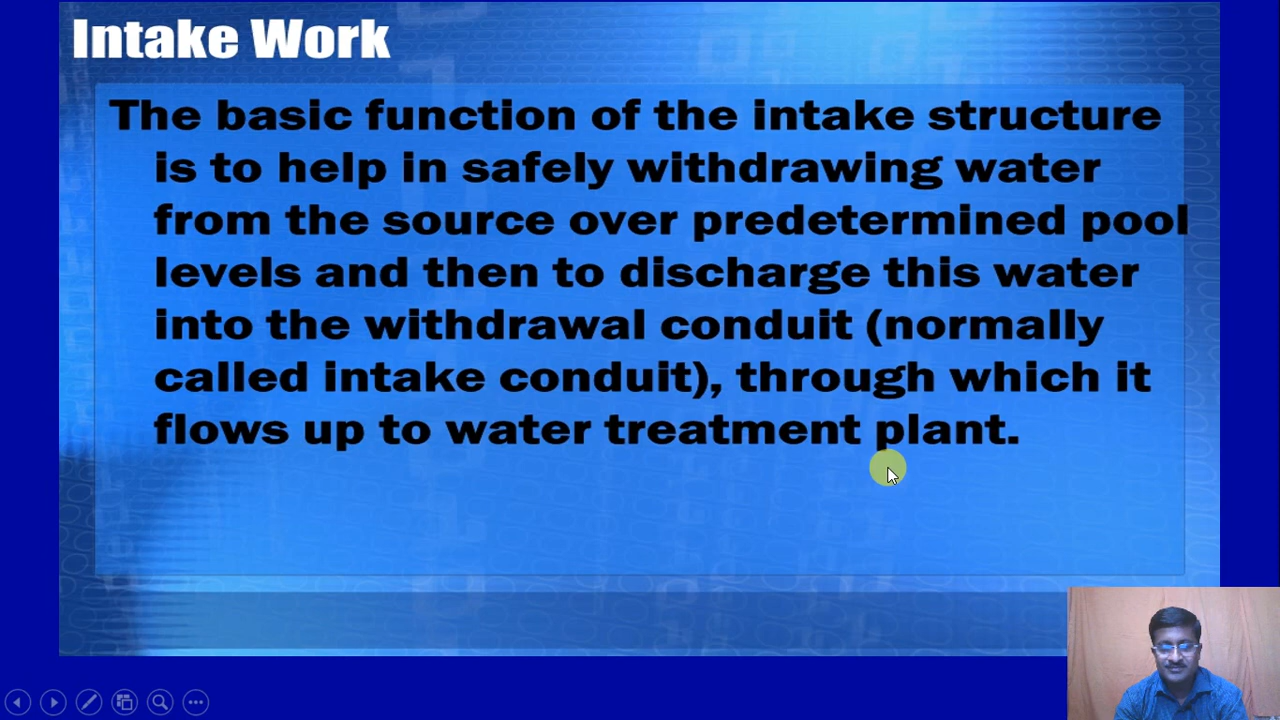 Intake Work
The basic function of the intake structure
is to help in safely withdrawing water
from the source over predetermined pool
levels and then to discharge this water
into the withdrawal conduit (normally
called intake conduit), through which it
flows up to water treatment plant.